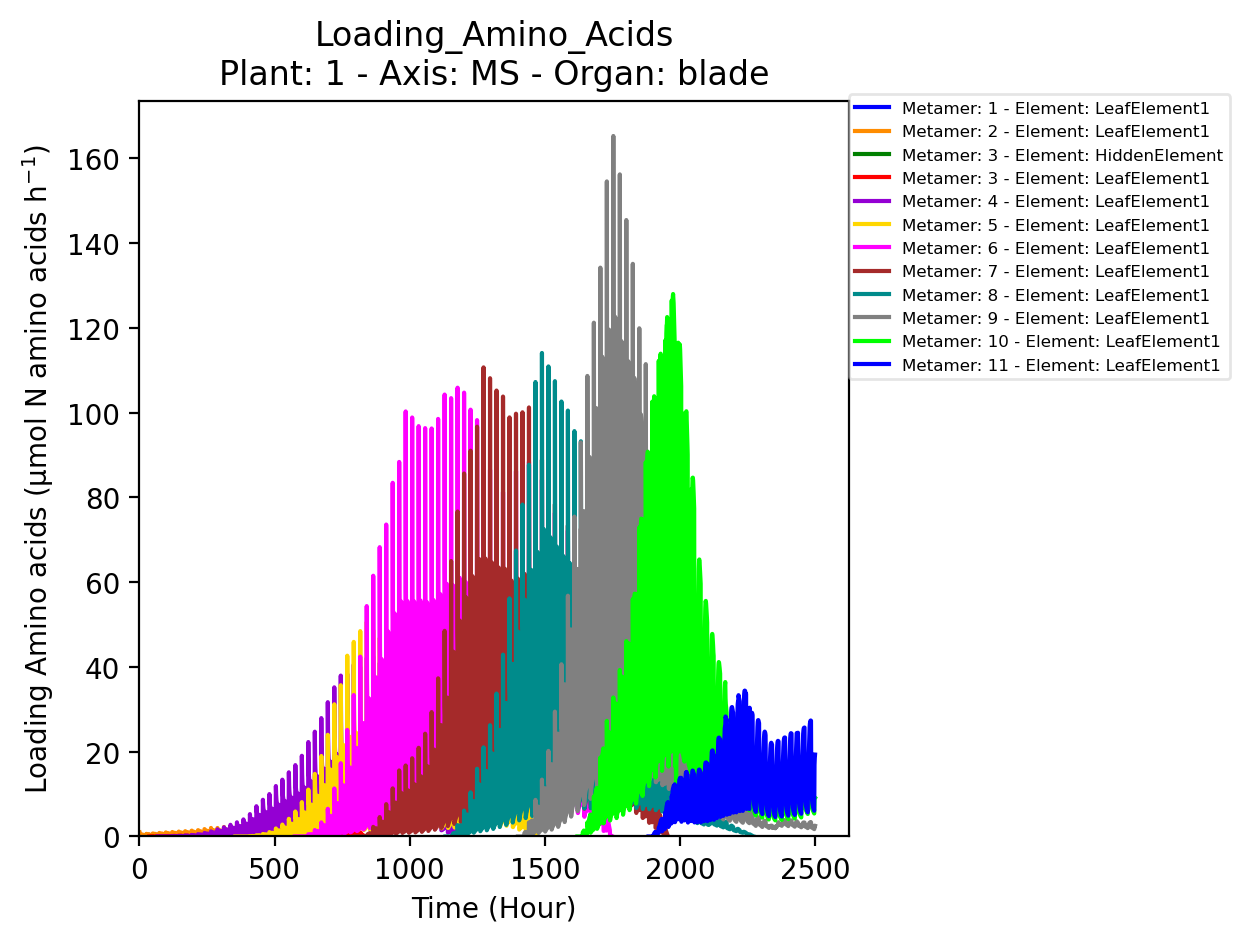 Loading_Amino_Acids
Plant: 1 - Axis: MS - Organ: blade
Loading Amino acids (µmol N amino acids h⁻¹)
160
140
120
100
80
60
40
20
0
0 500 1000 1500 2000 2500
Time (Hour)
Metamer: 1 - Element: LeafElement1
Metamer: 2 - Element: LeafElement1
Metamer: 3 - Element: HiddenElement
Metamer: 3 - Element: LeafElement1
Metamer: 4 - Element: LeafElement1
Metamer: 5 - Element: LeafElement1
Metamer: 6 - Element: LeafElement1
Metamer: 7 - Element: LeafElement1
Metamer: 8 - Element: LeafElement1
Metamer: 9 - Element: LeafElement1
Metamer: 10 - Element: LeafElement1
Metamer: 11 - Element: LeafElement1